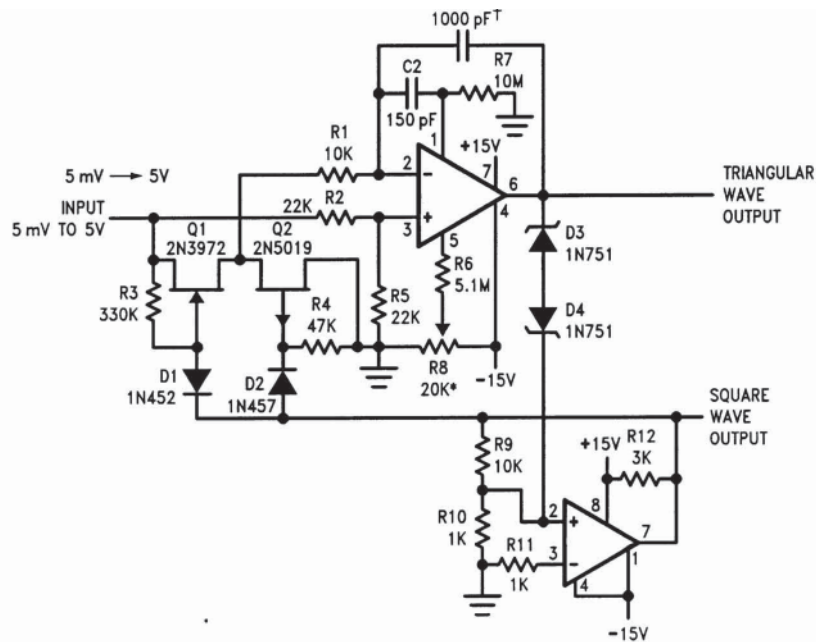 1000 pF†
C2
150 pF
R7
10M
R1
10K
5 mV → 5V
INPUT
5 mV TO 5V
22K
R2
1
+15V
2
-
7
6
4
3
+
5
TRIANGULAR
WAVE
OUTPUT
Q1
2N3972
Q2
2N5019
R3
330K
R4
47K
R5
22K
R6
5.1M
R8
20K*
-15V
D3
1N751
D4
1N751
D1
1N452
D2
1N457
SQUARE
WAVE
OUTPUT
R9
10K
+15V
R12
3K
R10
1K
R11
1K
2
+
8
7
3
-
1
4
-15V